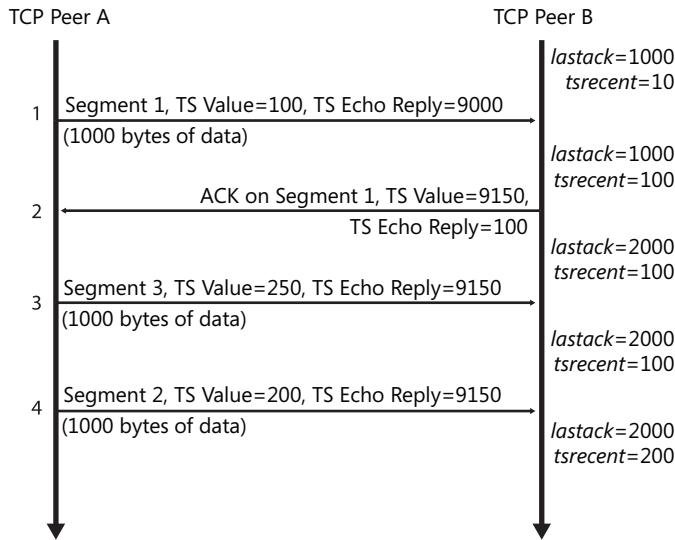 TCP Peer A
TCP Peer B
lastack=1000
tsrecent=10
1
Segment 1, TS Value=100, TS Echo Reply=9000
(1000 bytes of data)
lastack=1000
tsrecent=100
2
ACK on Segment 1, TS Value=9150,
TS Echo Reply=100
lastack=2000
tsrecent=100
3
Segment 3, TS Value=250, TS Echo Reply=9150
(1000 bytes of data)
lastack=2000
tsrecent=100
4
Segment 2, TS Value=200, TS Echo Reply=9150
(1000 bytes of data)
lastack=2000
tsrecent=200